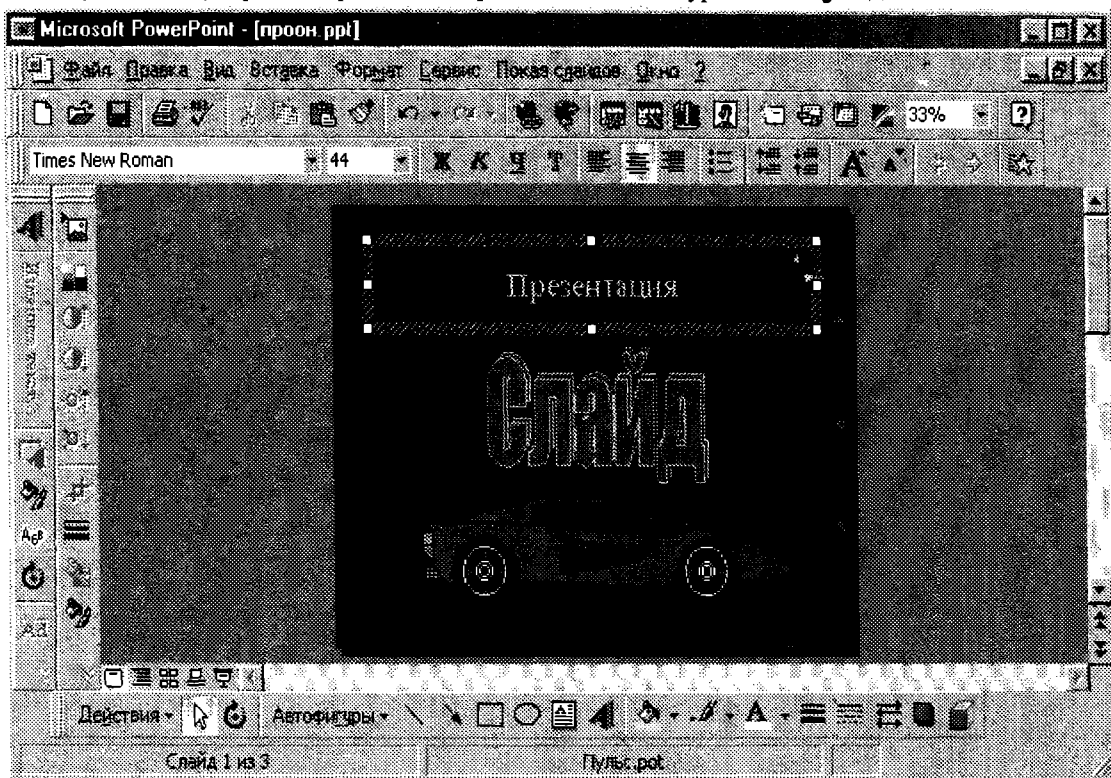 Microsoft PowerPoint - [проон.ppt]
Файл Правка Вид Вставка Формат Сервис Показ слайдов Окно ?
33%
Times New Roman 44 Ж К Ч Т
Презентация
Слайд
Действия Автофигуры
Слайд 1 из 3 Пульс.pot